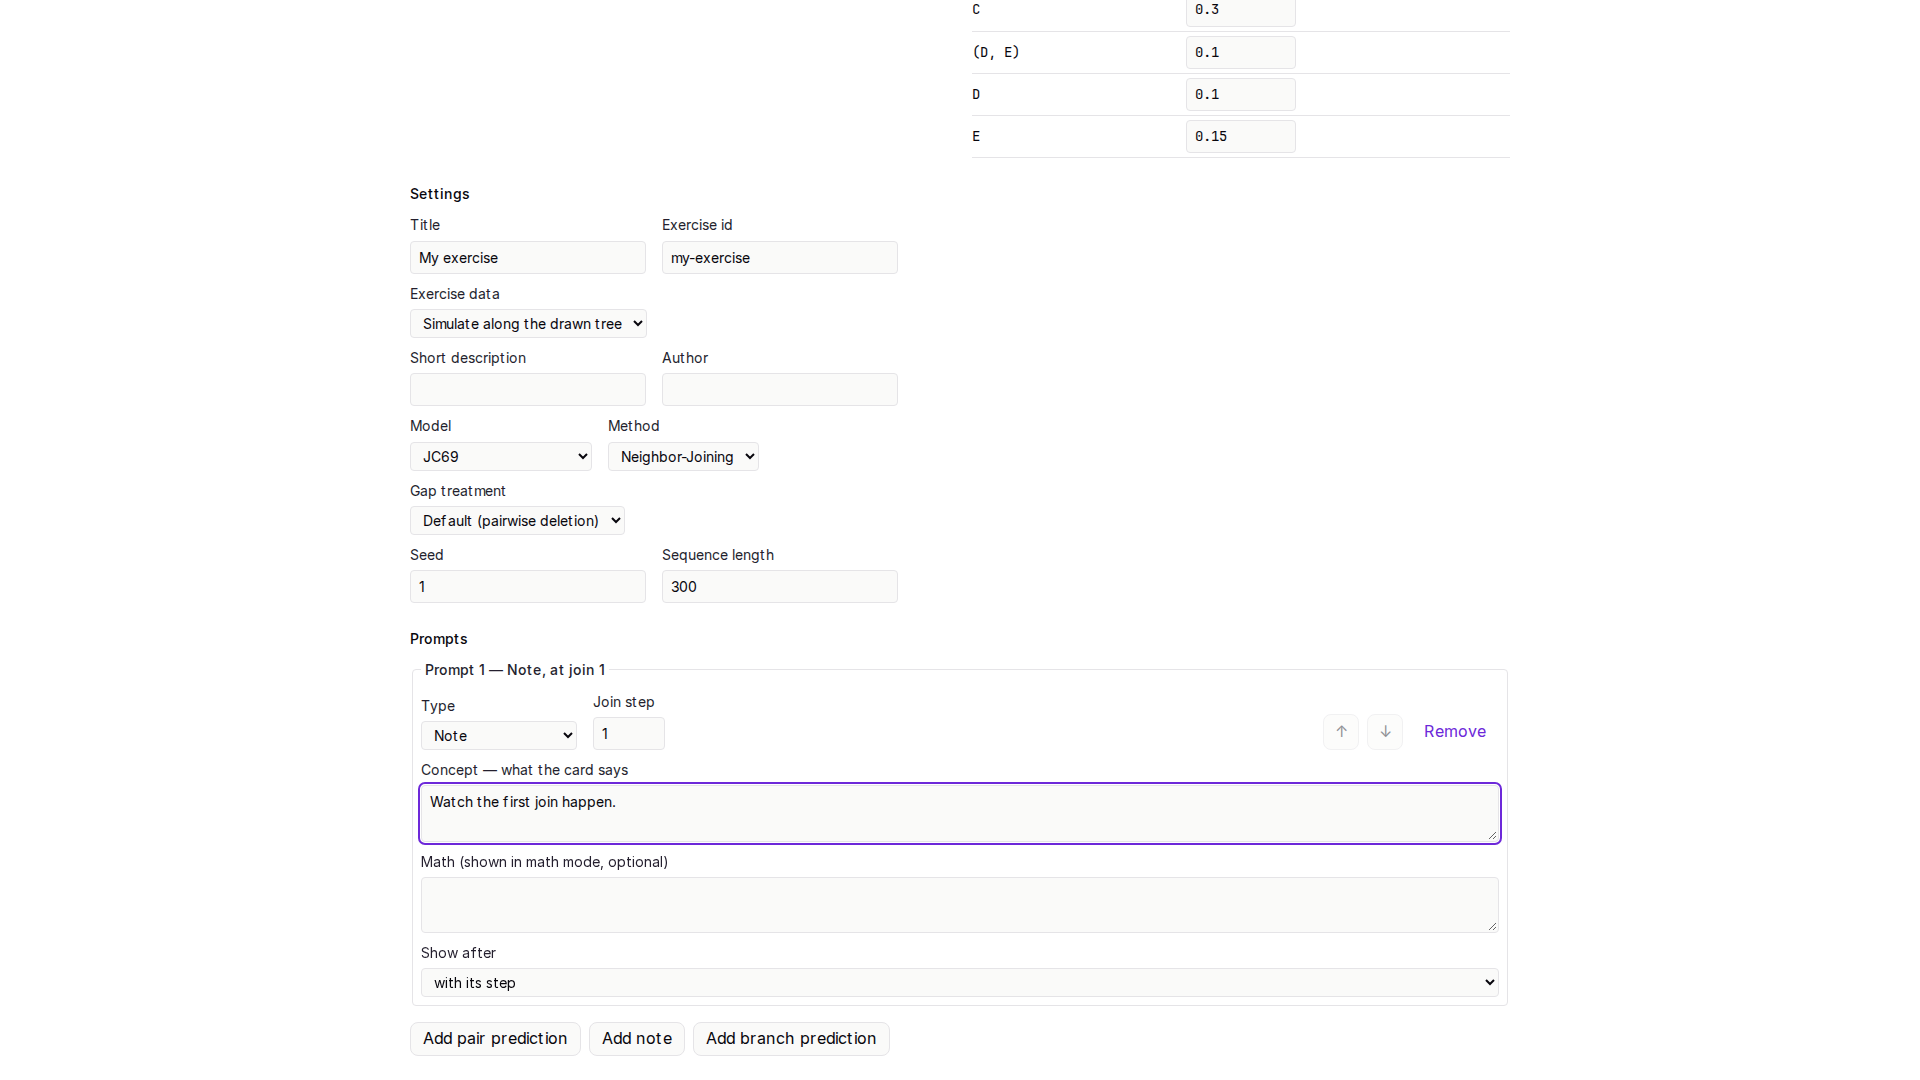 C 0.3
(D, E) 0.1
D 0.1
E 0.15
Settings
Title Exercise id
My exercise my-exercise
Exercise data
Simulate along the drawn tree
Short description Author
Model Method
JC69 Neighbor-Joining
Gap treatment
Default (pairwise deletion)
Seed Sequence length
1 300
Prompts
Prompt 1 — Note, at join 1
Type Join step
Note 1 ↑ ↓ Remove
Concept — what the card says
Watch the first join happen.
Math (shown in math mode, optional)
Show after
with its step
Add pair prediction Add note Add branch prediction